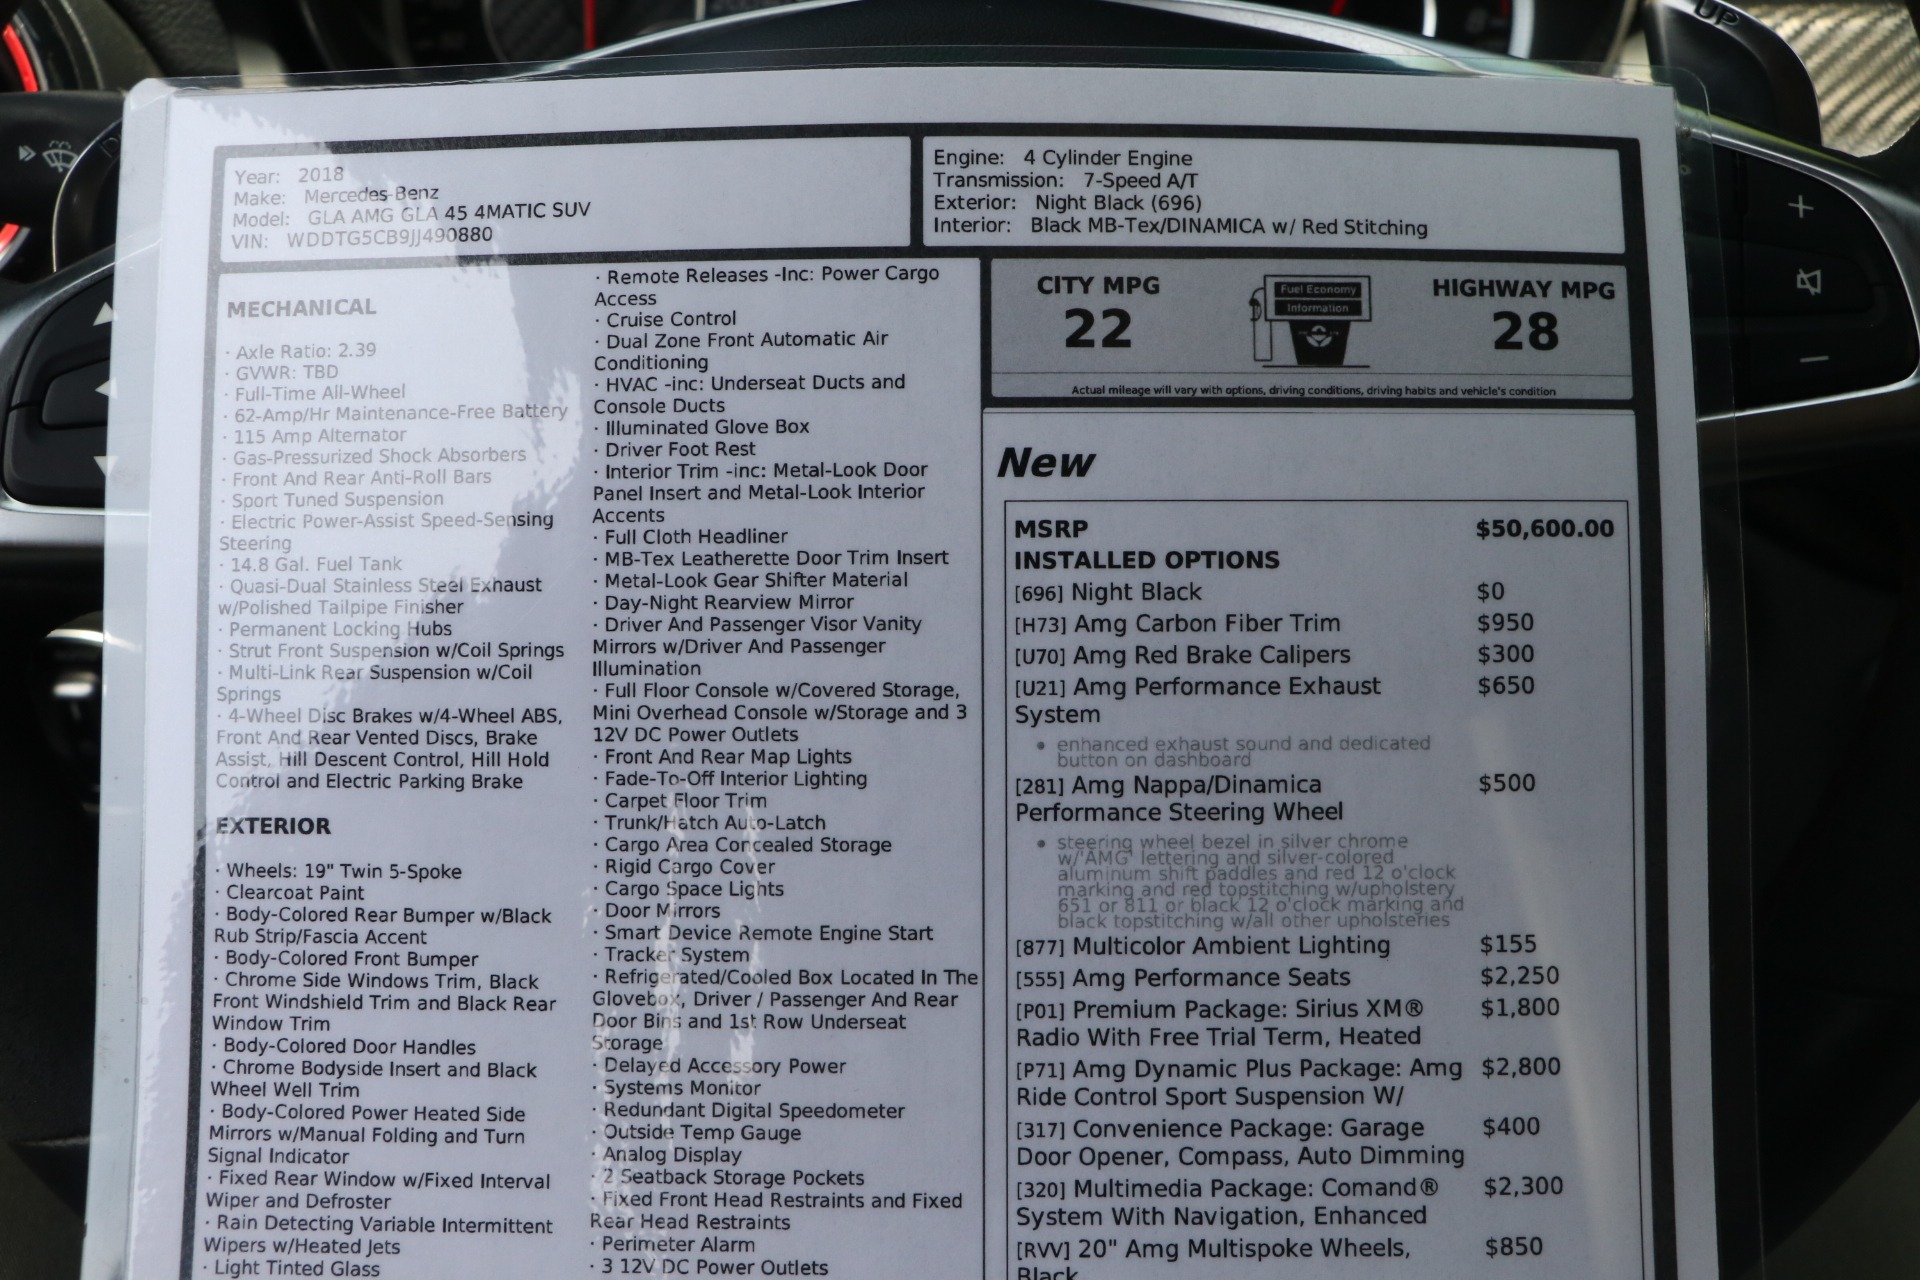 UP
Year: 2018
Make: Mercedes-Benz
Model: GLA AMG GLA 45 4MATIC SUV
VIN: WDDTG5CB9JJ490880
Engine: 4 Cylinder Engine
Transmission: 7-Speed A/T
Exterior: Night Black (696)
Interior: Black MB-Tex/DINAMICA w/ Red Stitching
MECHANICAL
· Axle Ratio: 2.39
· GVWR: TBD
· Full-Time All-Wheel
· 62-Amp/Hr Maintenance-Free Battery
· 115 Amp Alternator
· Gas-Pressurized Shock Absorbers
· Front And Rear Anti-Roll Bars
· Sport Tuned Suspension
· Electric Power-Assist Speed-Sensing
Steering
· 14.8 Gal. Fuel Tank
· Quasi-Dual Stainless Steel Exhaust
w/Polished Tailpipe Finisher
· Permanent Locking Hubs
· Strut Front Suspension w/Coil Springs
· Multi-Link Rear Suspension w/Coil
Springs
· 4-Wheel Disc Brakes w/4-Wheel ABS,
Front And Rear Vented Discs, Brake
Assist, Hill Descent Control, Hill Hold
Control and Electric Parking Brake
EXTERIOR
· Wheels: 19" Twin 5-Spoke
· Clearcoat Paint
· Body-Colored Rear Bumper w/Black
Rub Strip/Fascia Accent
· Body-Colored Front Bumper
· Chrome Side Windows Trim, Black
Front Windshield Trim and Black Rear
Window Trim
· Body-Colored Door Handles
· Chrome Bodyside Insert and Black
Wheel Well Trim
· Body-Colored Power Heated Side
Mirrors w/Manual Folding and Turn
Signal Indicator
· Fixed Rear Window w/Fixed Interval
Wiper and Defroster
· Rain Detecting Variable Intermittent
Wipers w/Heated Jets
· Light Tinted Glass
· Remote Releases -Inc: Power Cargo
Access
· Cruise Control
· Dual Zone Front Automatic Air
Conditioning
· HVAC -inc: Underseat Ducts and
Console Ducts
· Illuminated Glove Box
· Driver Foot Rest
· Interior Trim -inc: Metal-Look Door
Panel Insert and Metal-Look Interior
Accents
· Full Cloth Headliner
· MB-Tex Leatherette Door Trim Insert
· Metal-Look Gear Shifter Material
· Day-Night Rearview Mirror
· Driver And Passenger Visor Vanity
Mirrors w/Driver And Passenger
Illumination
· Full Floor Console w/Covered Storage,
Mini Overhead Console w/Storage and 3
12V DC Power Outlets
· Front And Rear Map Lights
· Fade-To-Off Interior Lighting
· Carpet Floor Trim
· Trunk/Hatch Auto-Latch
· Cargo Area Concealed Storage
· Rigid Cargo Cover
· Cargo Space Lights
· Door Mirrors
· Smart Device Remote Engine Start
· Tracker System
· Refrigerated/Cooled Box Located In The
Glovebox, Driver / Passenger And Rear
Door Bins and 1st Row Underseat
Storage
· Delayed Accessory Power
· Systems Monitor
· Redundant Digital Speedometer
· Outside Temp Gauge
· Analog Display
· 2 Seatback Storage Pockets
· Fixed Front Head Restraints and Fixed
Rear Head Restraints
· Perimeter Alarm
· 3 12V DC Power Outlets
CITY MPG
22
Fuel Economy
Information
HIGHWAY MPG
28
Actual mileage will vary with options, driving conditions, driving habits and vehicle's condition
New
MSRP $50,600.00
INSTALLED OPTIONS
[696] Night Black $0
[H73] Amg Carbon Fiber Trim $950
[U70] Amg Red Brake Calipers $300
[U21] Amg Performance Exhaust $650
System
• enhanced exhaust sound and dedicated
button on dashboard
[281] Amg Nappa/Dinamica $500
Performance Steering Wheel
• steering wheel bezel in silver chrome
w/'AMG' lettering and silver-colored
aluminum shift paddles and red 12 o'clock
marking and red topstitching w/upholstery
651 or 811 or black 12 o'clock marking and
black topstitching w/all other upholsteries
[877] Multicolor Ambient Lighting $155
[555] Amg Performance Seats $2,250
[P01] Premium Package: Sirius XM® $1,800
Radio With Free Trial Term, Heated
[P71] Amg Dynamic Plus Package: Amg $2,800
Ride Control Sport Suspension W/
[317] Convenience Package: Garage $400
Door Opener, Compass, Auto Dimming
[320] Multimedia Package: Comand® $2,300
System With Navigation, Enhanced
[RVV] 20" Amg Multispoke Wheels, $850
Black